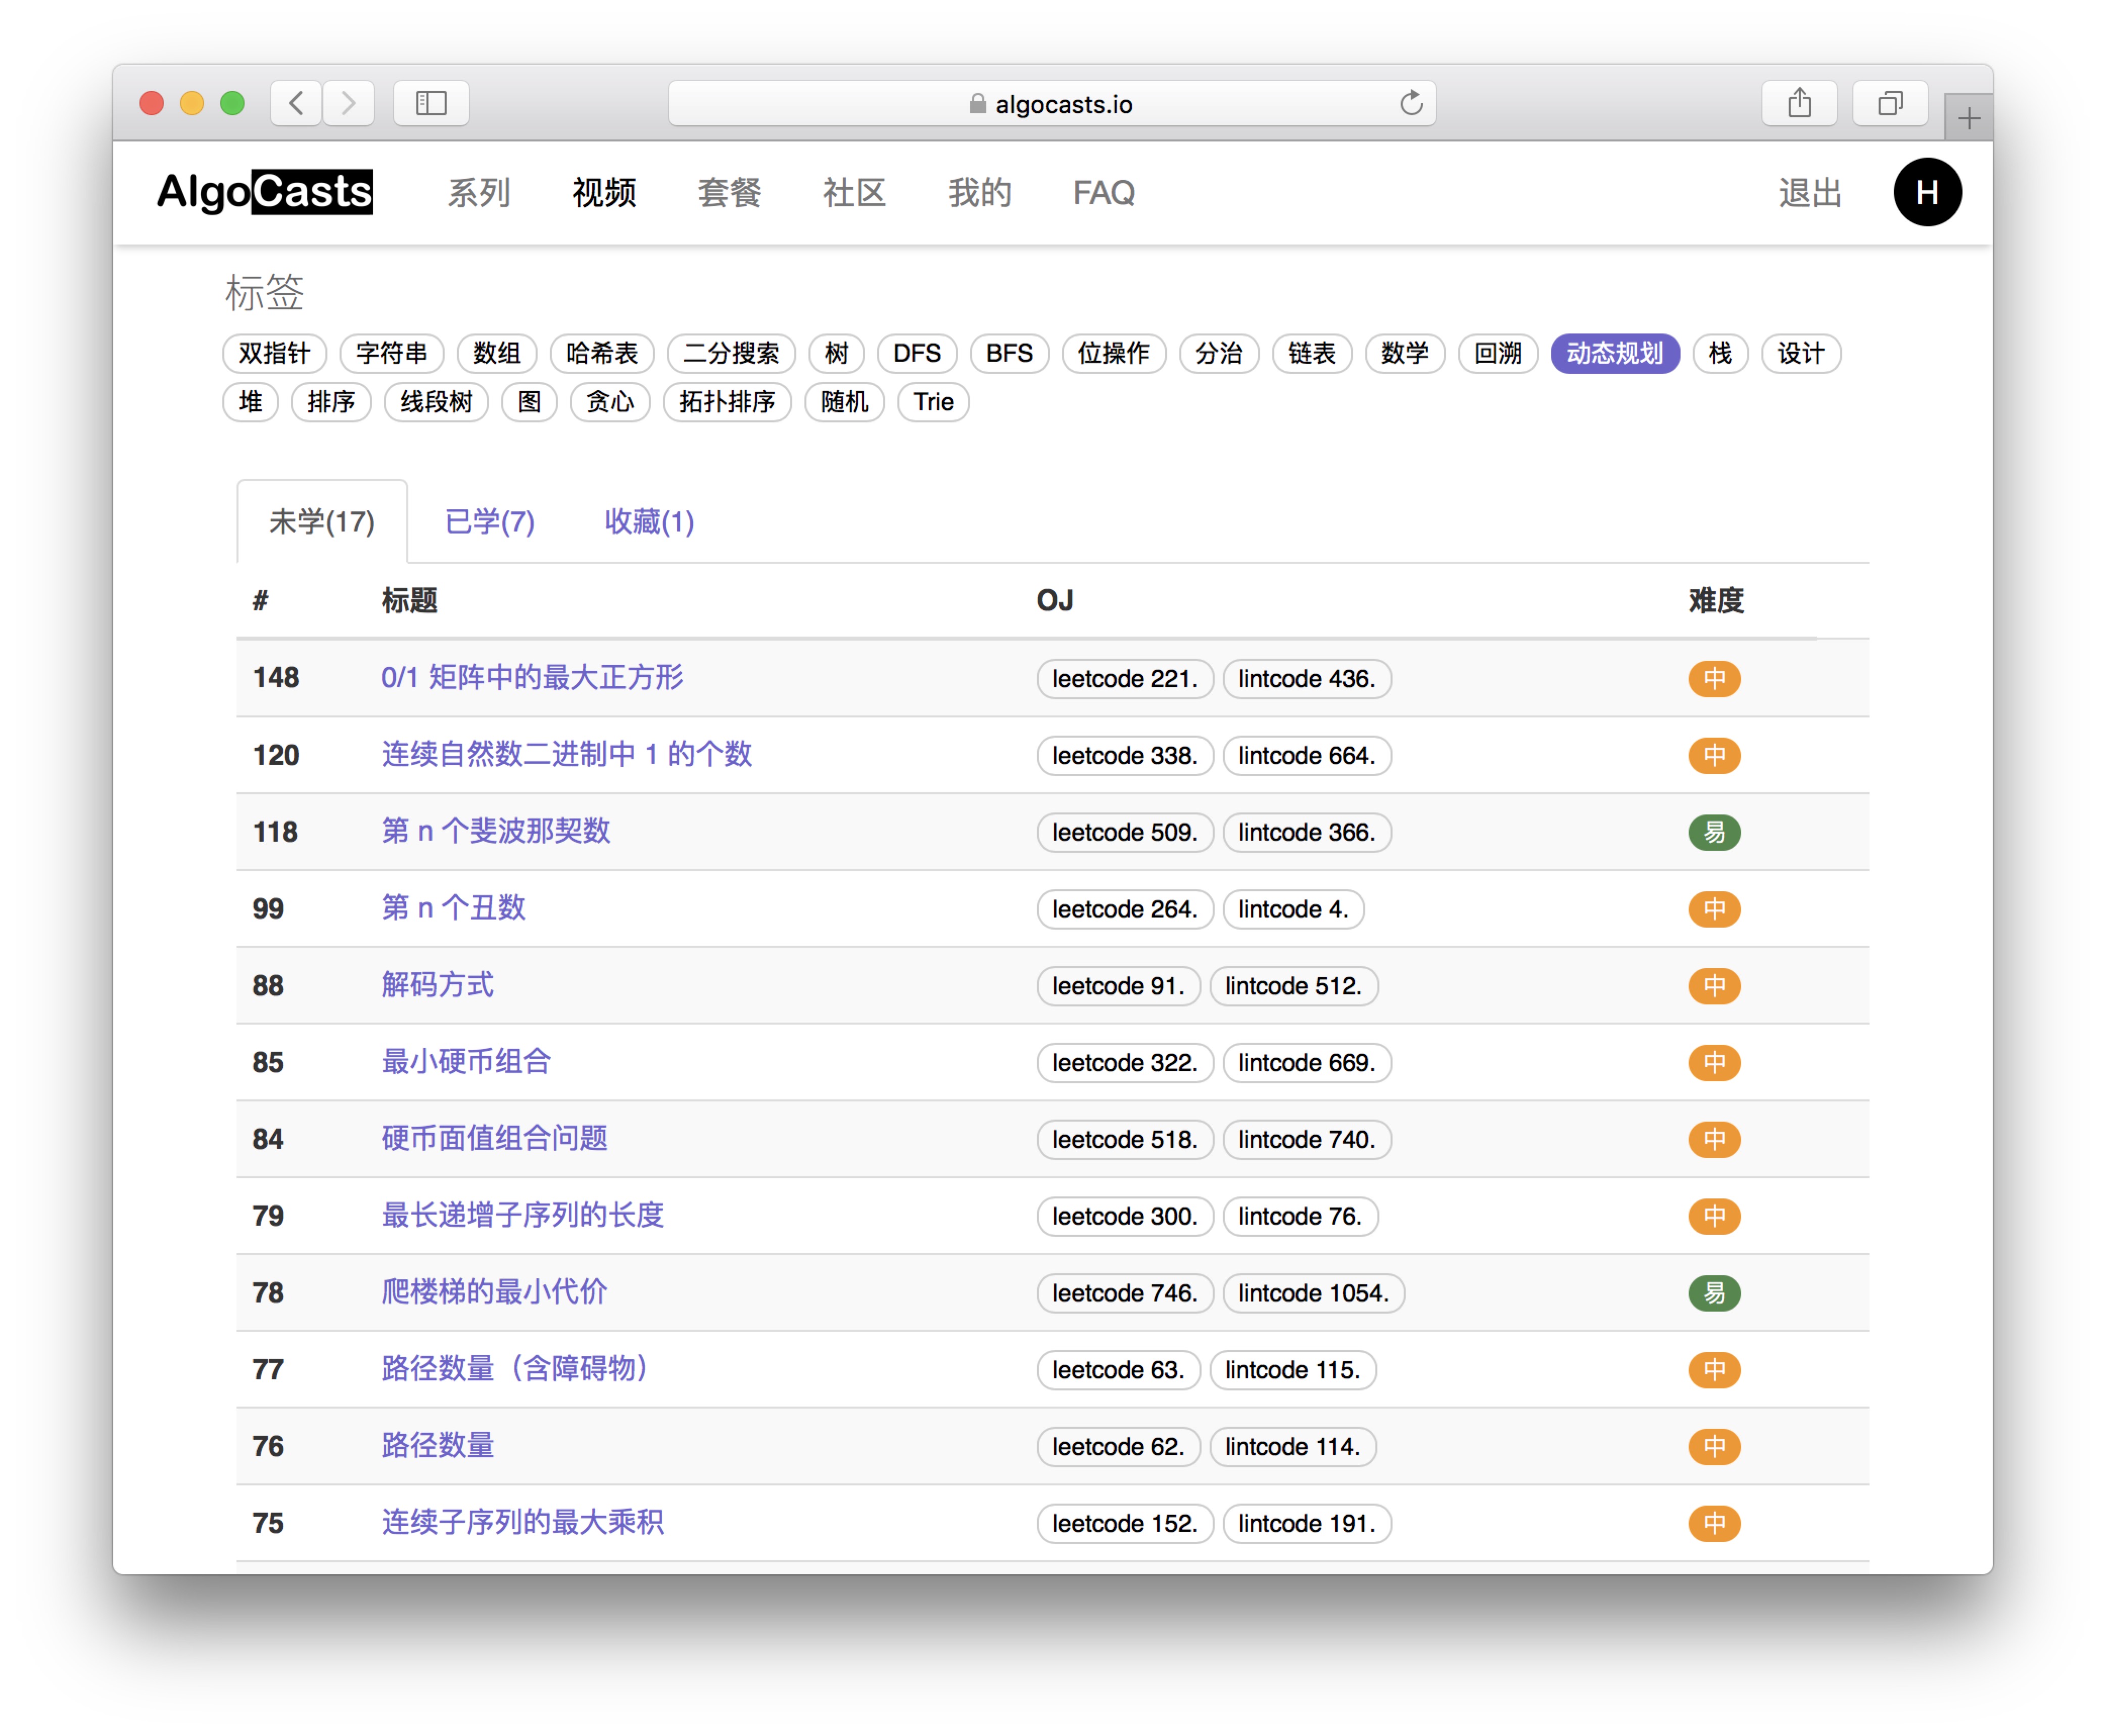 algocasts.io
AlgoCasts 系列 视频 套餐 社区 我的 FAQ 退出 H
标签
双指针 字符串 数组 哈希表 二分搜索 树 DFS BFS 位操作 分治 链表 数学 回溯 动态规划 栈 设计
堆 排序 线段树 图 贪心 拓扑排序 随机 Trie
未学(17) 已学(7) 收藏(1)
# 标题 OJ 难度
148 0/1 矩阵中的最大正方形 leetcode 221. lintcode 436. 中
120 连续自然数二进制中 1 的个数 leetcode 338. lintcode 664. 中
118 第 n 个斐波那契数 leetcode 509. lintcode 366. 易
99 第 n 个丑数 leetcode 264. lintcode 4. 中
88 解码方式 leetcode 91. lintcode 512. 中
85 最小硬币组合 leetcode 322. lintcode 669. 中
84 硬币面值组合问题 leetcode 518. lintcode 740. 中
79 最长递增子序列的长度 leetcode 300. lintcode 76. 中
78 爬楼梯的最小代价 leetcode 746. lintcode 1054. 易
77 路径数量（含障碍物） leetcode 63. lintcode 115. 中
76 路径数量 leetcode 62. lintcode 114. 中
75 连续子序列的最大乘积 leetcode 152. lintcode 191. 中